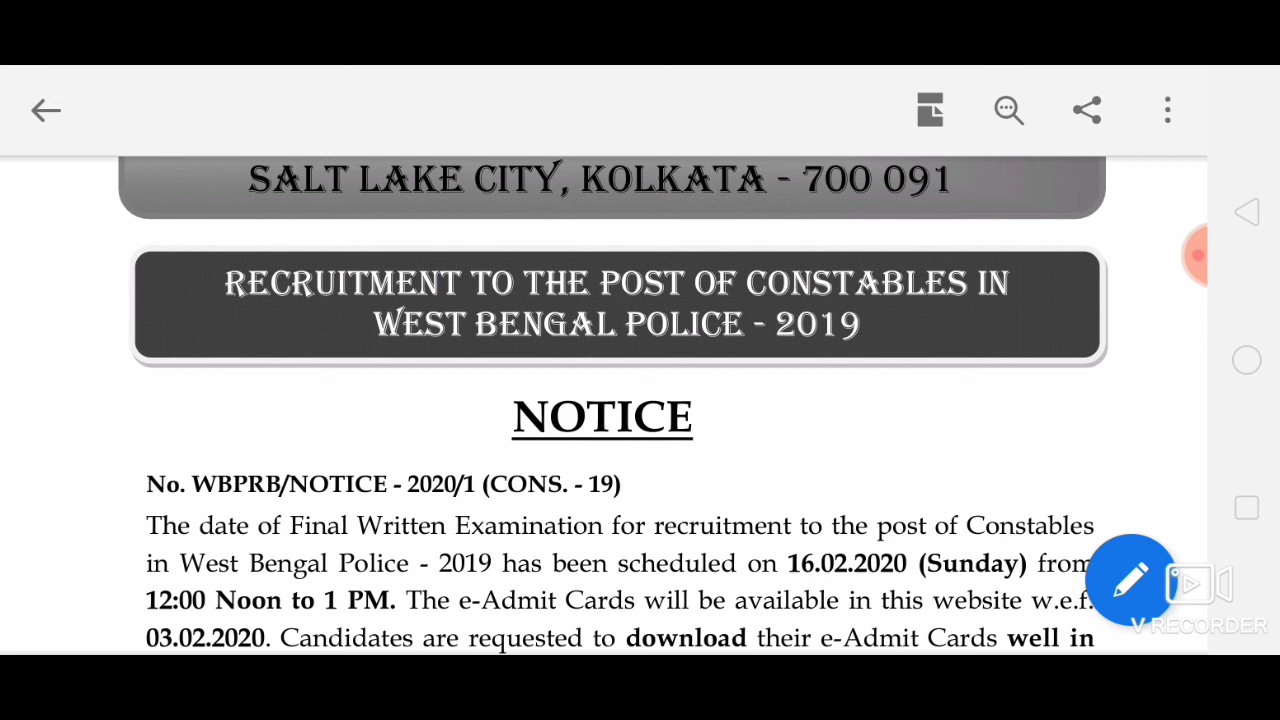 SALT LAKE CITY, KOLKATA - 700 091
RECRUITMENT TO THE POST OF CONSTABLES IN
WEST BENGAL POLICE - 2019
NOTICE
No. WBPRB/NOTICE - 2020/1 (CONS. - 19)
The date of Final Written Examination for recruitment to the post of Constables
in West Bengal Police - 2019 has been scheduled on 16.02.2020 (Sunday) from
12:00 Noon to 1 PM. The e-Admit Cards will be available in this website w.e.f.
03.02.2020. Candidates are requested to download their e-Admit Cards well in
V RECORDER